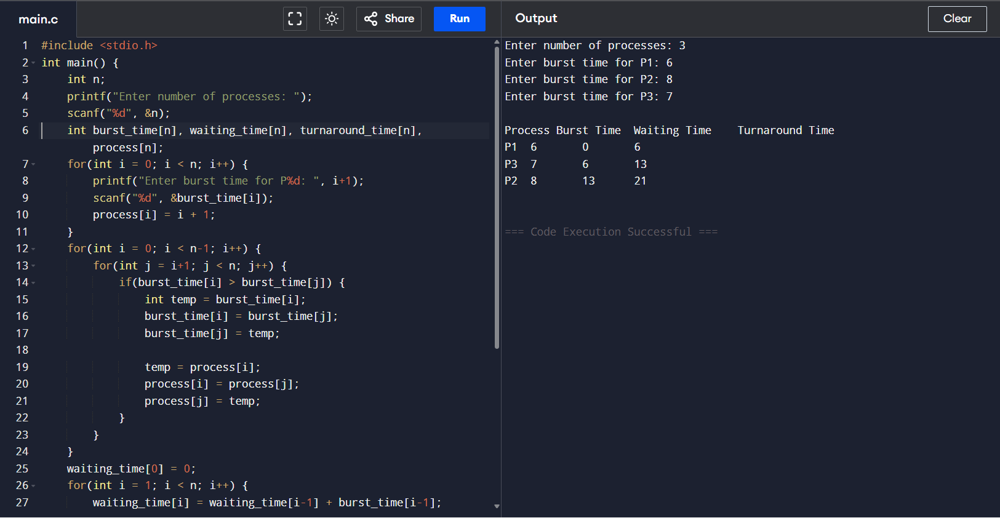 main.c
Share
Run
Output
Clear
1 #include <stdio.h>
2 int main() {
3     int n;
4     printf("Enter number of processes: ");
5     scanf("%d", &n);
6     int burst_time[n], waiting_time[n], turnaround_time[n],
        process[n];
7     for(int i = 0; i < n; i++) {
8         printf("Enter burst time for P%d: ", i+1);
9         scanf("%d", &burst_time[i]);
10        process[i] = i + 1;
11    }
12    for(int i = 0; i < n-1; i++) {
13        for(int j = i+1; j < n; j++) {
14            if(burst_time[i] > burst_time[j]) {
15                int temp = burst_time[i];
16                burst_time[i] = burst_time[j];
17                burst_time[j] = temp;
18
19                temp = process[i];
20                process[i] = process[j];
21                process[j] = temp;
22            }
23        }
24    }
25    waiting_time[0] = 0;
26    for(int i = 1; i < n; i++) {
27        waiting_time[i] = waiting_time[i-1] + burst_time[i-1];
Enter number of processes: 3
Enter burst time for P1: 6
Enter burst time for P2: 8
Enter burst time for P3: 7
Process Burst Time  Waiting Time    Turnaround Time
P1  6       0       6
P3  7       6       13
P2  8       13      21
=== Code Execution Successful ===